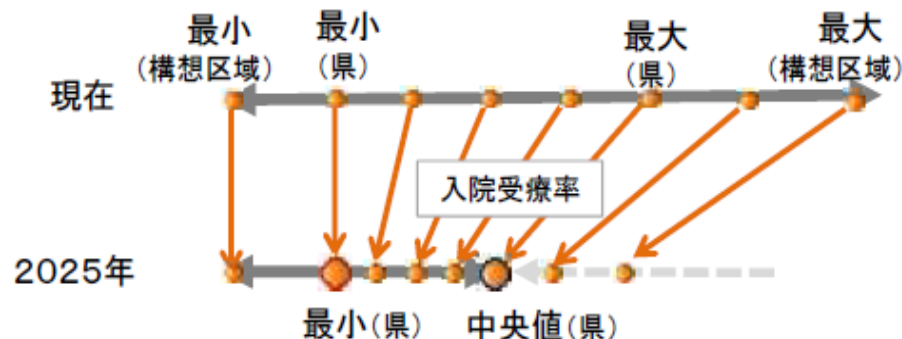 最小
(構想区域)
最小
(県)
最大
(県)
最大
(構想区域)
現在
入院受療率
2025年
最小(県)
中央値(県)